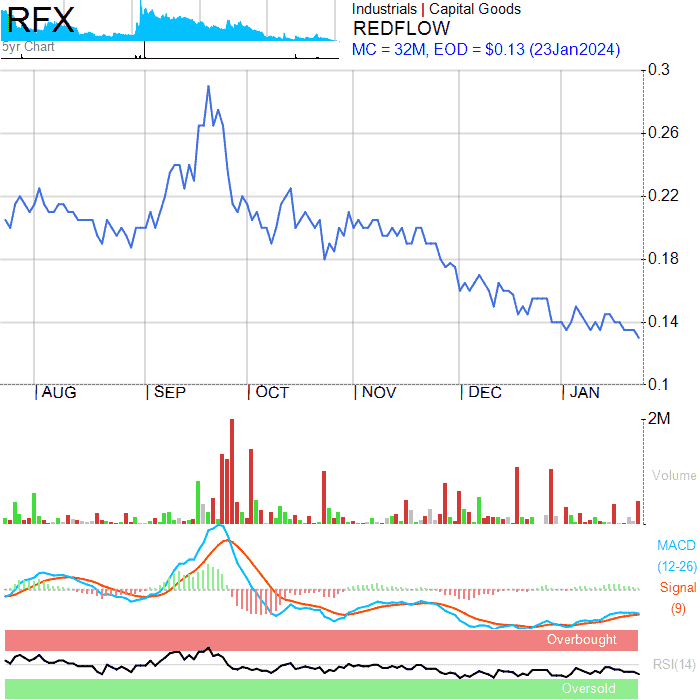 RFX
5yr Chart
Industrials | Capital Goods
REDFLOW
MC = 32M, EOD = $0.13 (23Jan2024)
0.3
0.26
0.22
0.18
0.14
0.1
AUG SEP OCT NOV DEC JAN
2M
Volume
MACD
(12-26)
Signal
(9)
Overbought
RSI(14)
Oversold